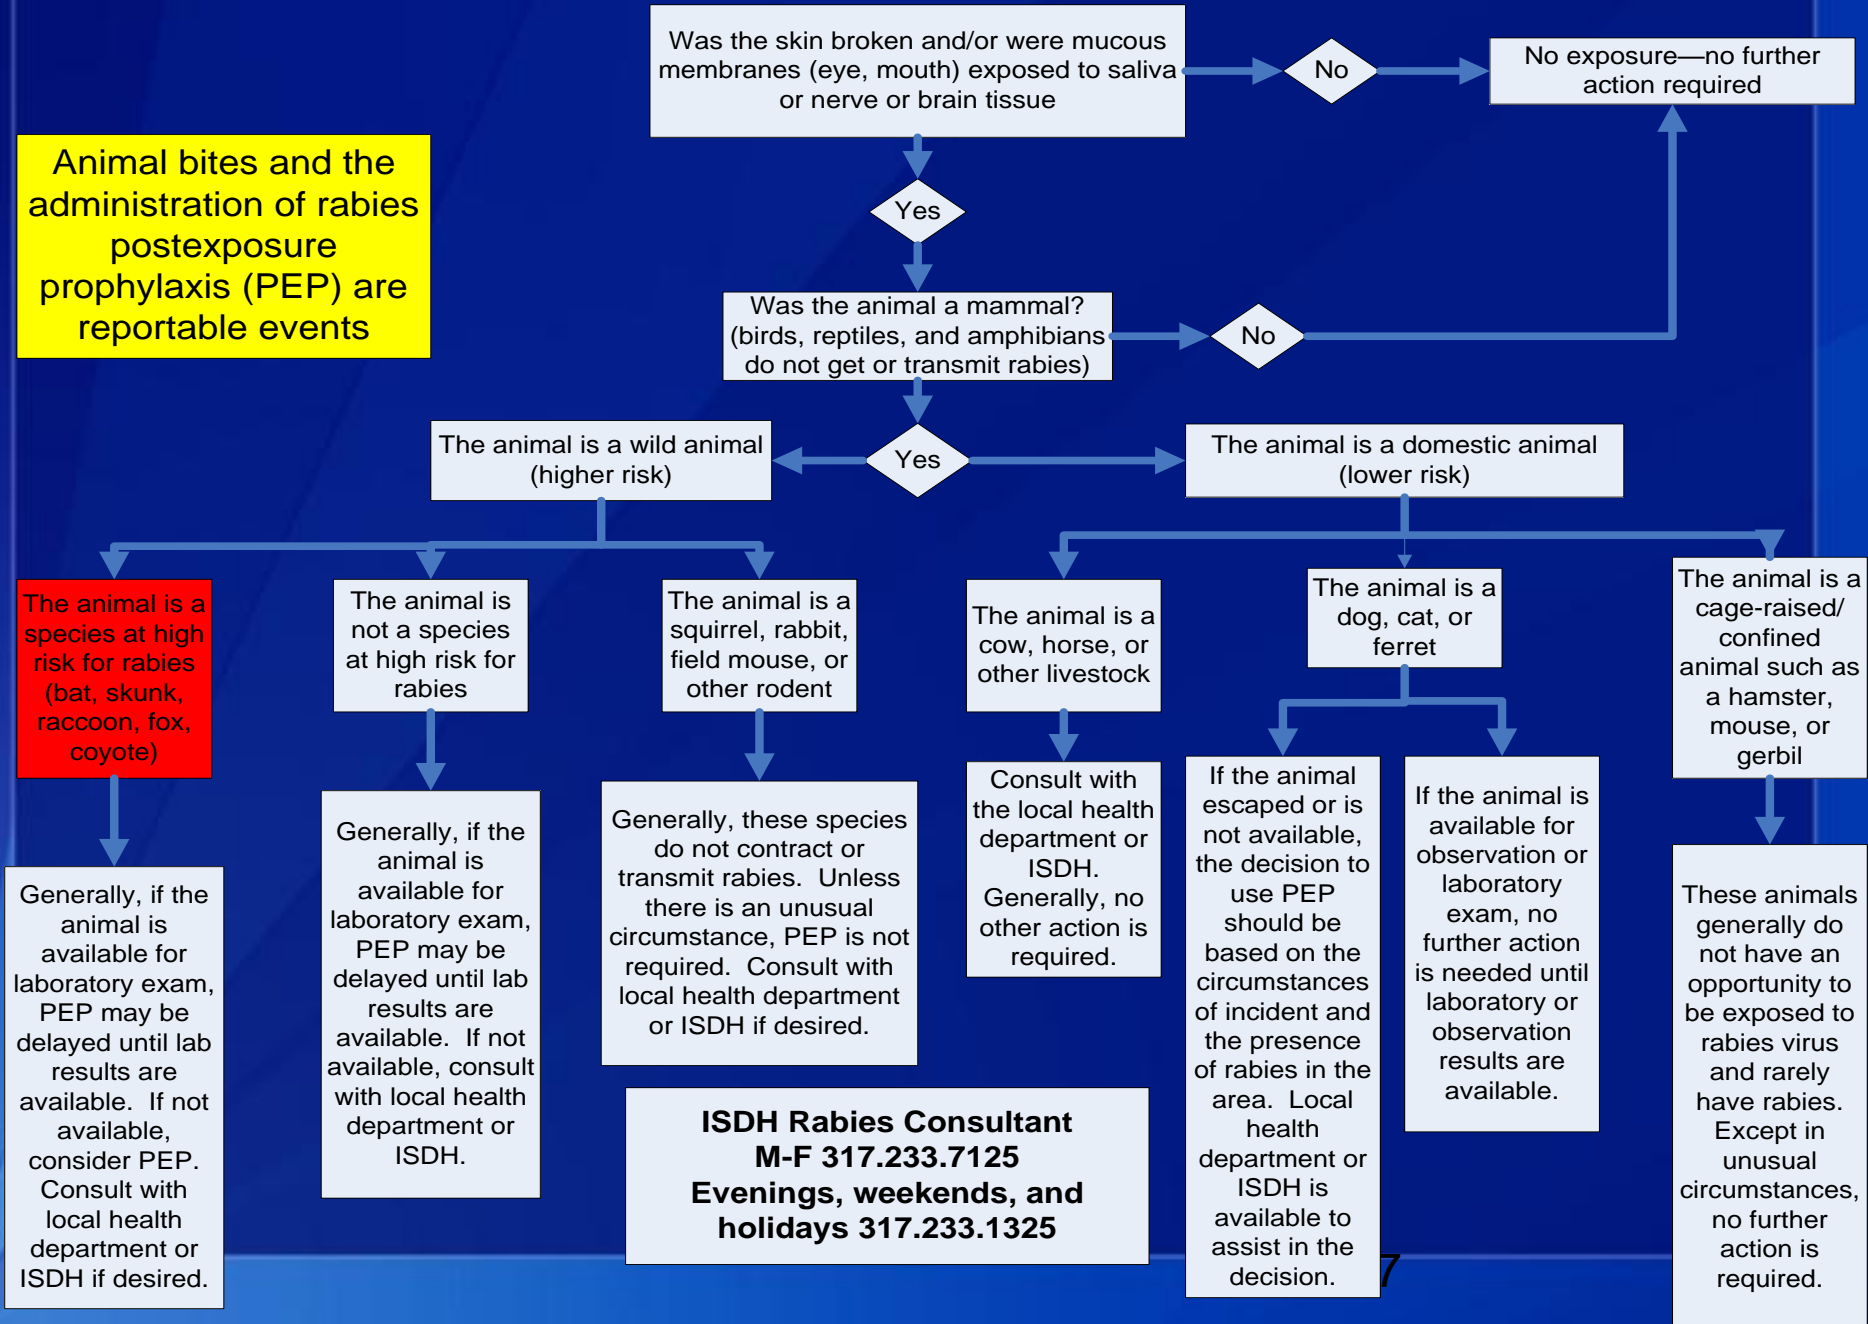 Was the skin broken and/or were mucous
membranes (eye, mouth) exposed to saliva
or nerve or brain tissue
No
No exposure—no further
action required
Animal bites and the
administration of rabies
postexposure
prophylaxis (PEP) are
reportable events
Yes
Was the animal a mammal?
(birds, reptiles, and amphibians
do not get or transmit rabies)
No
The animal is a wild animal
(higher risk)
Yes
The animal is a domestic animal
(lower risk)
The animal is a
species at high
risk for rabies
(bat, skunk,
raccoon, fox,
coyote)
The animal is
not a species
at high risk for
rabies
The animal is a
squirrel, rabbit,
field mouse, or
other rodent
The animal is a
cow, horse, or
other livestock
The animal is a
dog, cat, or
ferret
The animal is a
cage-raised/
confined
animal such as
a hamster,
mouse, or
gerbil
Generally, if the
animal is
available for
laboratory exam,
PEP may be
delayed until lab
results are
available.  If not
available,
consider PEP.
Consult with
local health
department or
ISDH if desired.
Generally, if the
animal is
available for
laboratory exam,
PEP may be
delayed until lab
results are
available.  If not
available, consult
with local health
department or
ISDH.
Generally, these species
do not contract or
transmit rabies.  Unless
there is an unusual
circumstance, PEP is not
required.  Consult with
local health department
or ISDH if desired.
Consult with
the local health
department or
ISDH.
Generally, no
other action is
required.
If the animal
escaped or is
not available,
the decision to
use PEP
should be
based on the
circumstances
of incident and
the presence
of rabies in the
area.  Local
health
department or
ISDH is
available to
assist in the
decision.
If the animal is
available for
observation or
laboratory
exam, no
further action
is needed until
laboratory or
observation
results are
available.
These animals
generally do
not have an
opportunity to
be exposed to
rabies virus
and rarely
have rabies.
Except in
unusual
circumstances,
no further
action is
required.
ISDH Rabies Consultant
M-F 317.233.7125
Evenings, weekends, and
holidays 317.233.1325
7